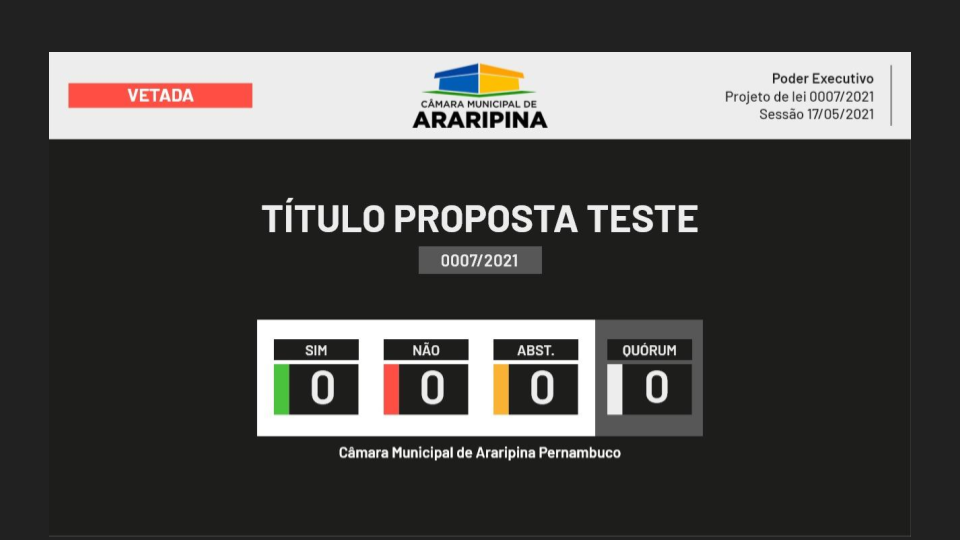 VETADA
CÂMARA MUNICIPAL DE
ARARIPINA
Poder Executivo
Projeto de lei 0007/2021
Sessão 17/05/2021
TÍTULO PROPOSTA TESTE
0007/2021
SIM
NÃO
ABST.
QUÓRUM
0
0
0
0
Câmara Municipal de Araripina Pernambuco